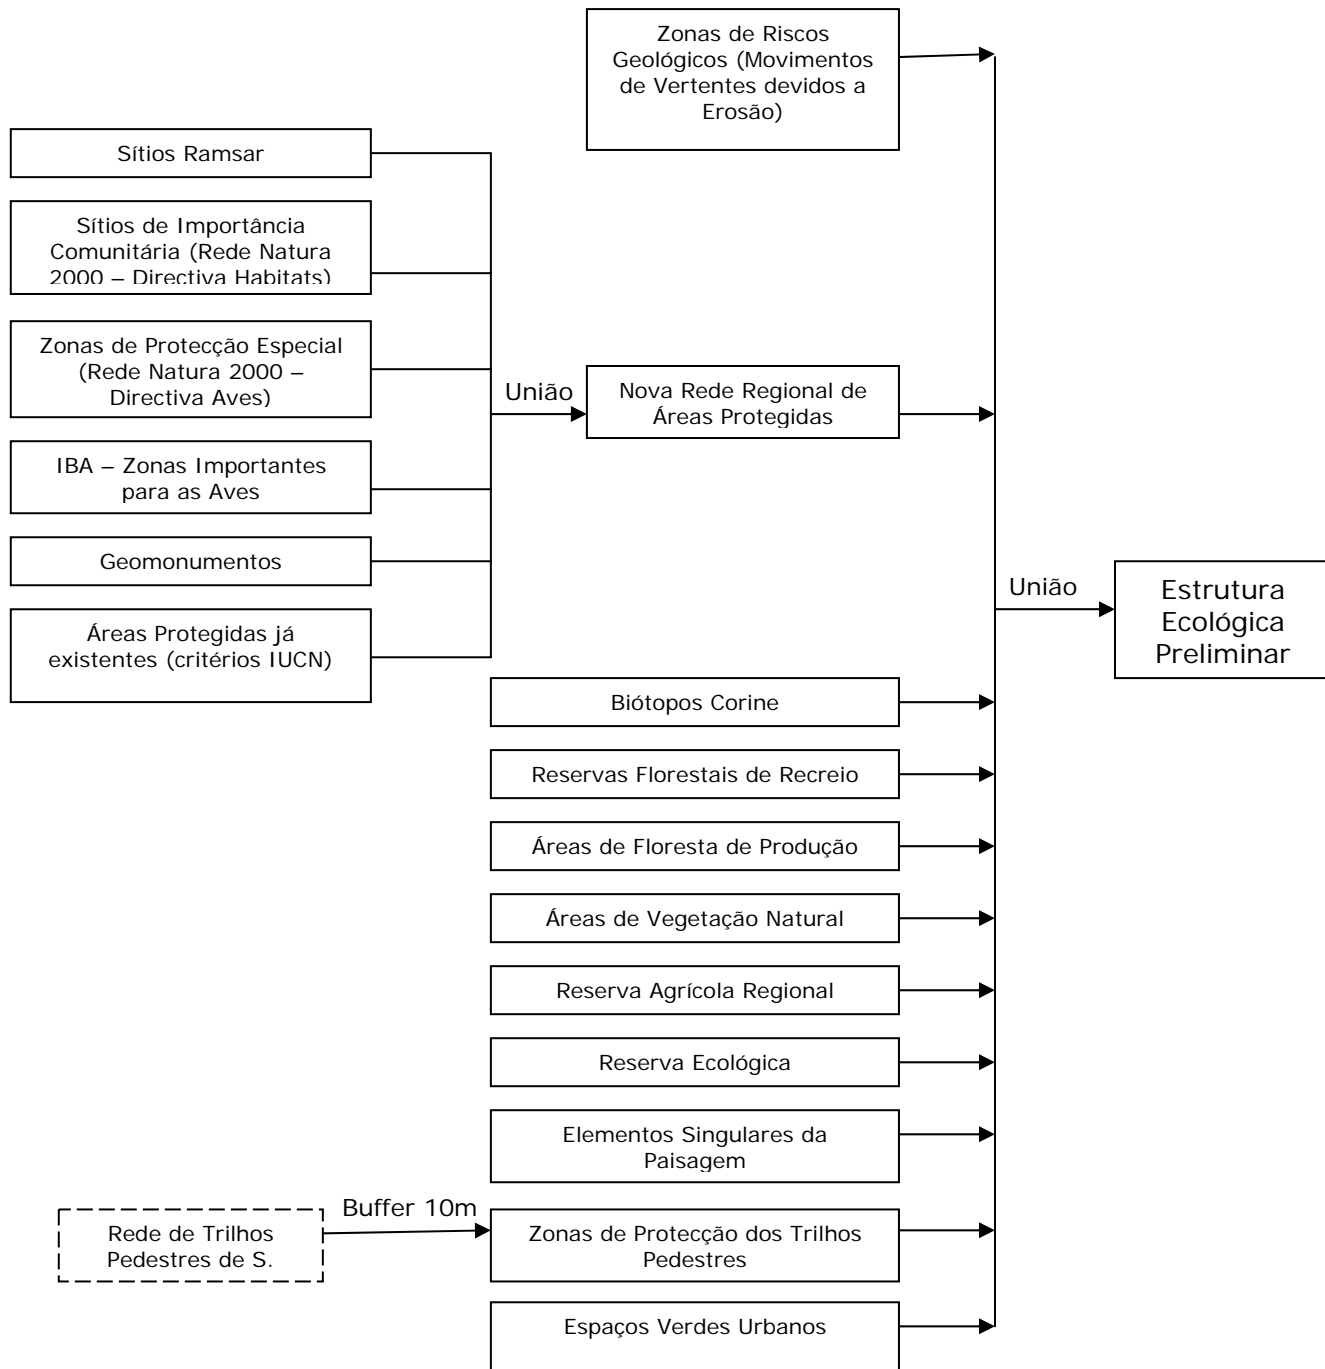 Zonas de Riscos
Geológicos (Movimentos
de Vertentes devidos a
Erosão)
Sítios Ramsar
Sítios de Importância
Comunitária (Rede Natura
2000 – Directiva Habitats)
Zonas de Protecção Especial
(Rede Natura 2000 –
Directiva Aves)
IBA – Zonas Importantes
para as Aves
Geomonumentos
Áreas Protegidas já
existentes (critérios IUCN)
União
Nova Rede Regional de
Áreas Protegidas
União
Estrutura
Ecológica
Preliminar
Biótopos Corine
Reservas Florestais de Recreio
Áreas de Floresta de Produção
Áreas de Vegetação Natural
Reserva Agrícola Regional
Reserva Ecológica
Elementos Singulares da
Paisagem
Rede de Trilhos
Pedestres de S.
Buffer 10m
Zonas de Protecção dos Trilhos
Pedestres
Espaços Verdes Urbanos